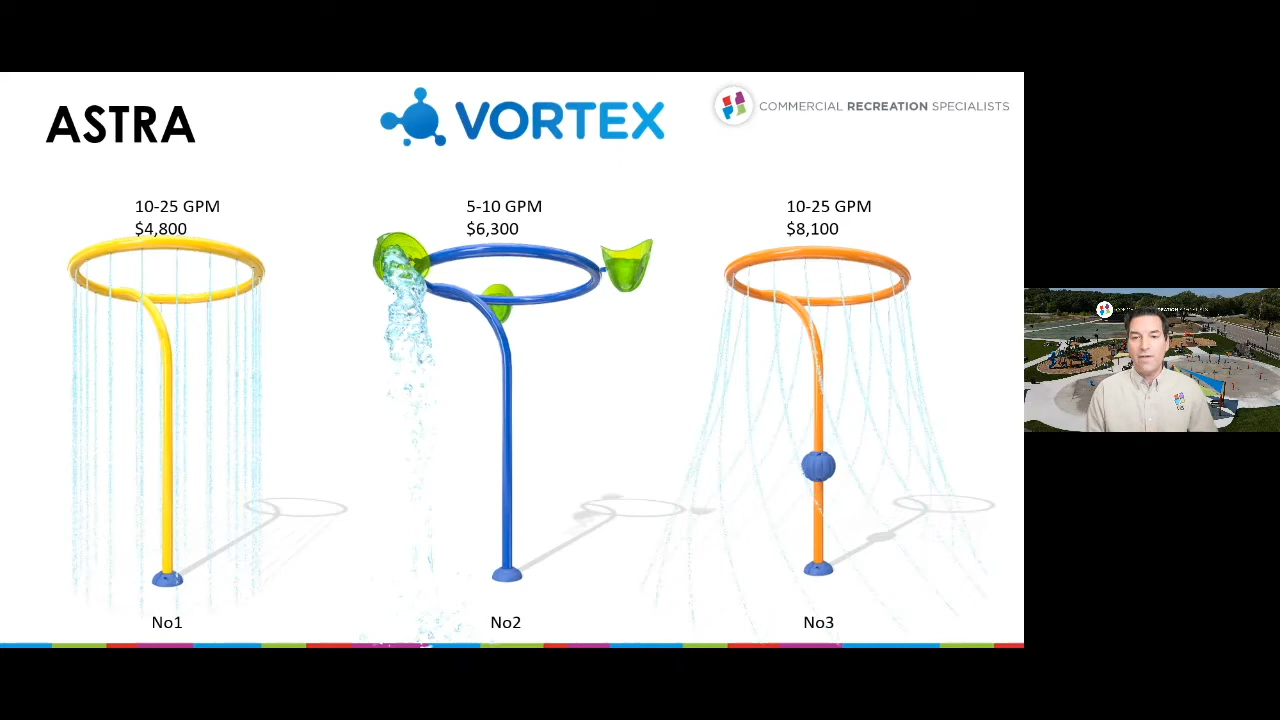 ASTRA
VORTEX
COMMERCIAL RECREATION SPECIALISTS
10-25 GPM
$4,800
5-10 GPM
$6,300
10-25 GPM
$8,100
No1
No2
No3